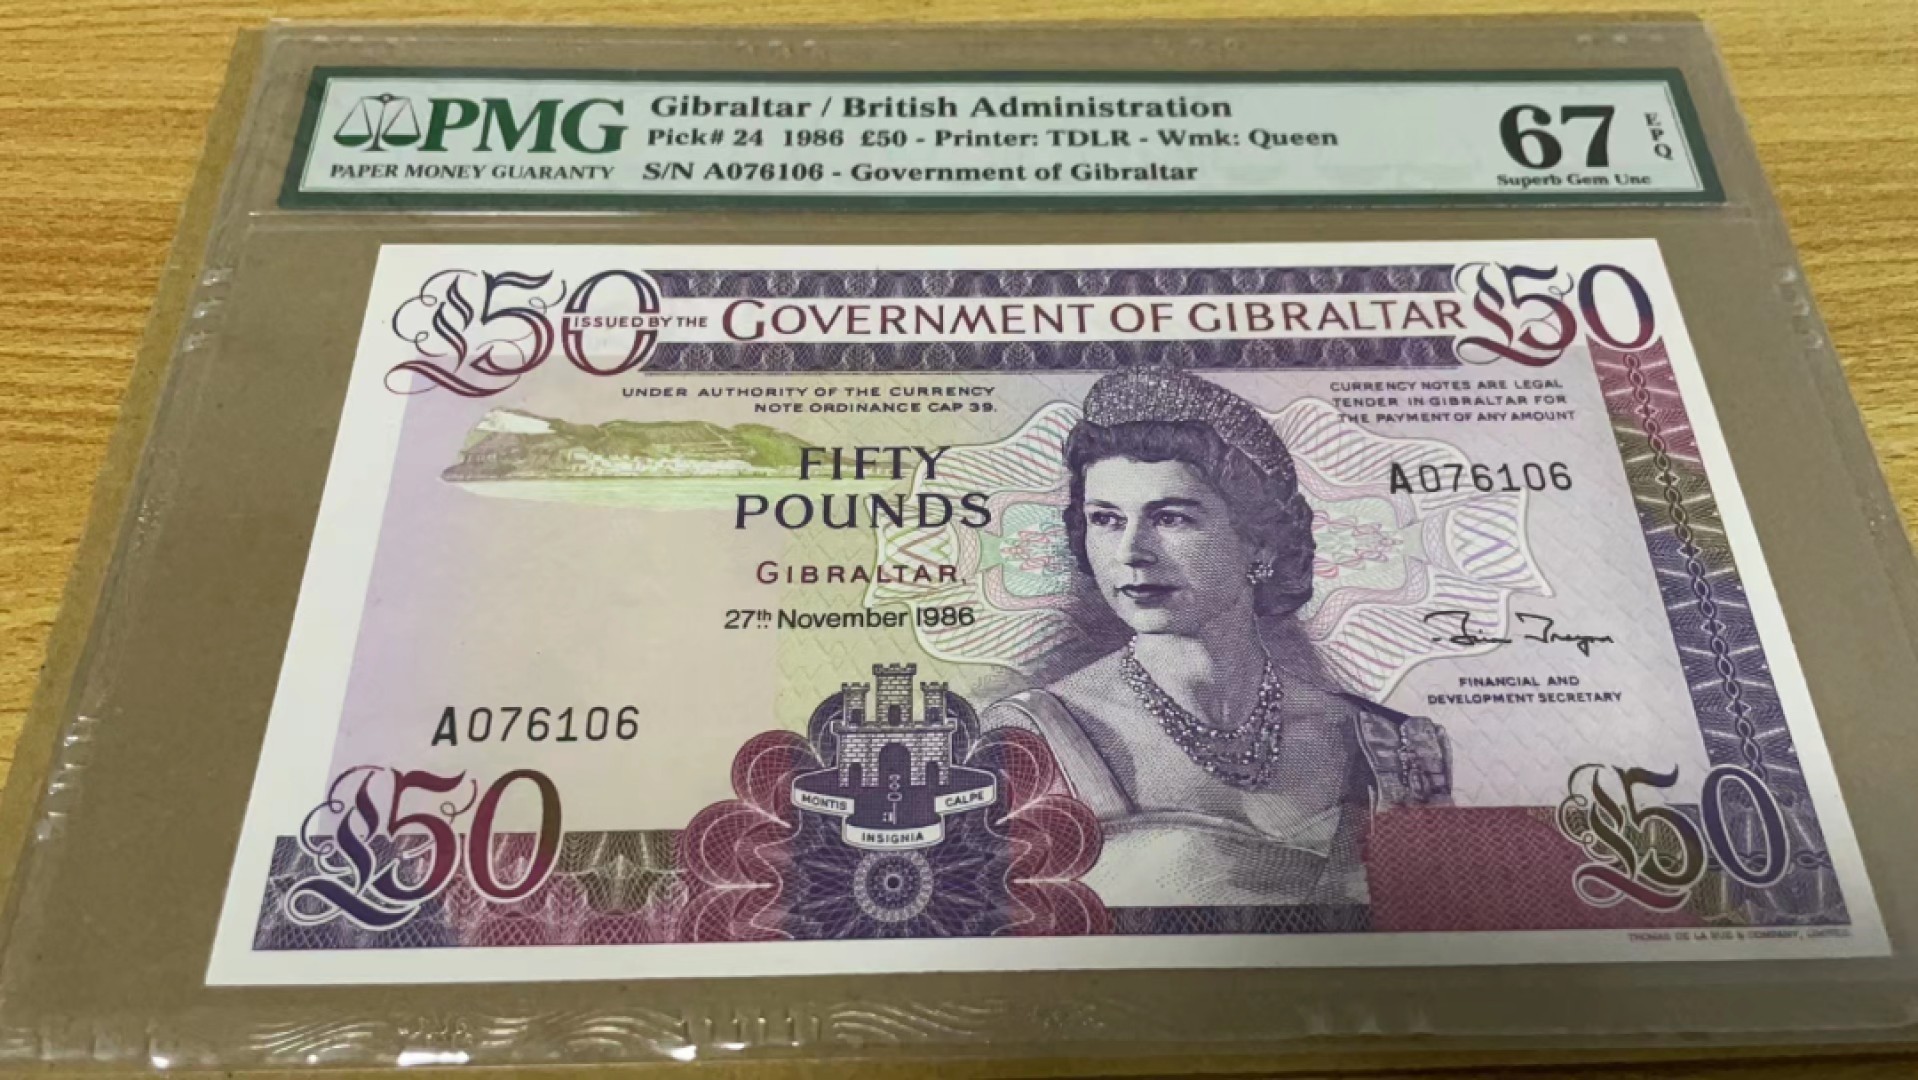 PMG
PAPER MONEY GUARANTY
Gibraltar / British Administration
Pick# 24 1986 £50 - Printer: TDLR - Wmk: Queen
S/N A076106 - Government of Gibraltar
67
EPQ
Superb Gem Unc
£50
ISSUED BY THE GOVERNMENT OF GIBRALTAR
£50
UNDER AUTHORITY OF THE CURRENCY
NOTE ORDINANCE CAP 39.
CURRENCY NOTES ARE LEGAL
TENDER IN GIBRALTAR FOR
THE PAYMENT OF ANY AMOUNT
FIFTY
POUNDS
A076106
GIBRALTAR,
27th November 1986
FINANCIAL AND
DEVELOPMENT SECRETARY
A076106
MONTIS
CALPE
INSIGNIA
£50
£50
THOMAS DE LA RUE & COMPANY, LIMITED